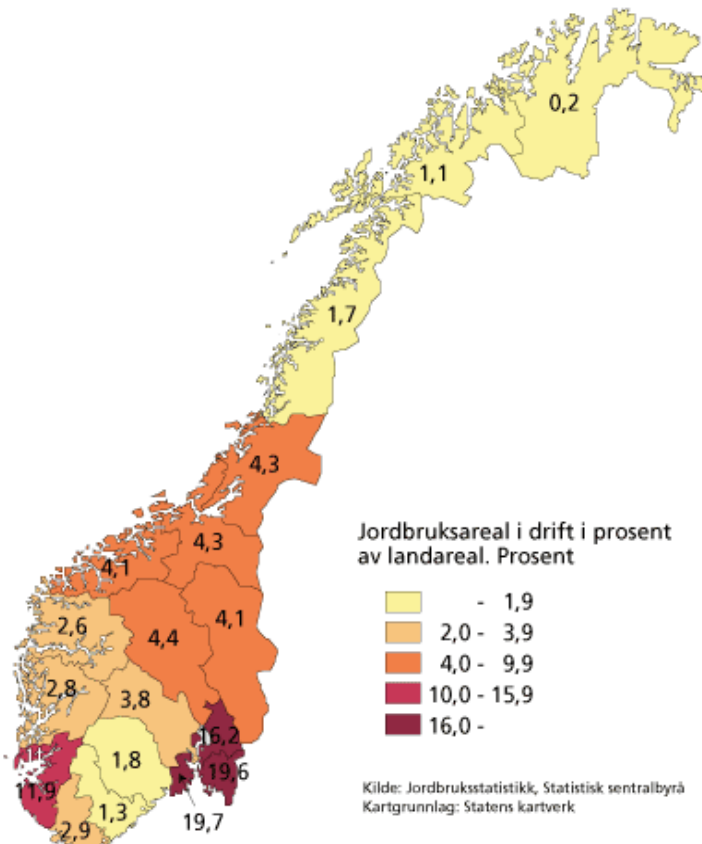 0,2
1,1
1,7
4,3
4,3
4,1
4,1
4,4
2,6
2,8
3,8
16,2
1,8
19,6
11,9
1,3
19,7
2,9
Jordbruksareal i drift i prosent
av landareal. Prosent
- 1,9
2,0 - 3,9
4,0 - 9,9
10,0 - 15,9
16,0 -
Kilde: Jordbruksstatistikk, Statistisk sentralbyrå
Kartgrunnlag: Statens kartverk